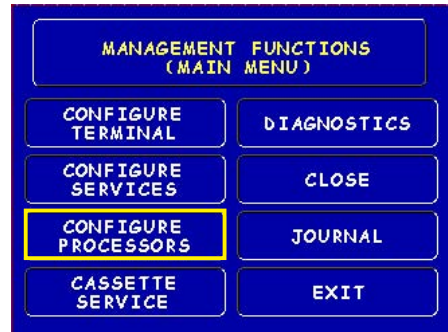 MANAGEMENT FUNCTIONS
(MAIN MENU)
CONFIGURE
TERMINAL
DIAGNOSTICS
CONFIGURE
SERVICES
CLOSE
CONFIGURE
PROCESSORS
JOURNAL
CASSETTE
SERVICE
EXIT